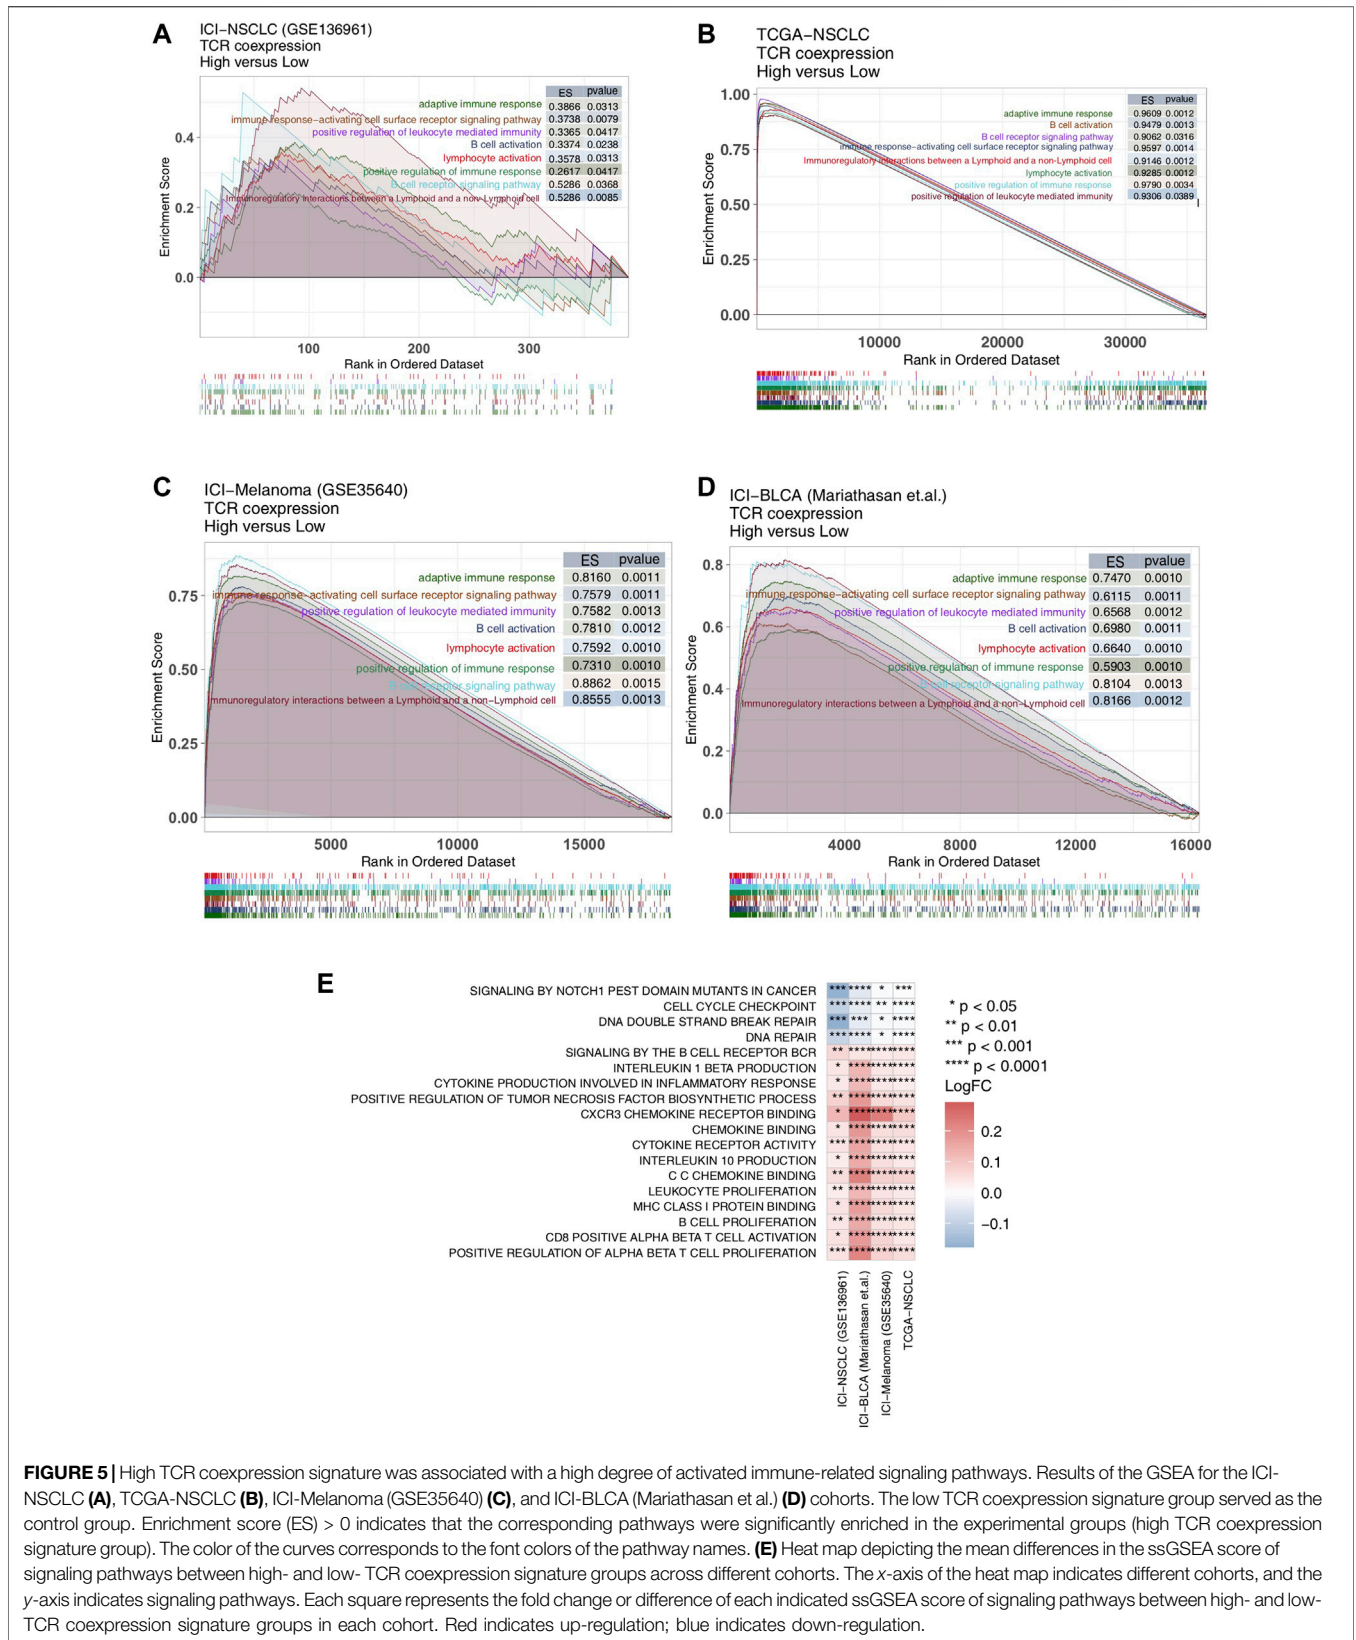 A
ICI−NSCLC (GSE136961)
TCR coexpression
High versus Low
ES pvalue
adaptive immune response 0.3866 0.0313
immune response−activating cell surface receptor signaling pathway 0.3738 0.0079
positive regulation of leukocyte mediated immunity 0.3365 0.0417
B cell activation 0.3374 0.0238
lymphocyte activation 0.3578 0.0313
positive regulation of immune response 0.2617 0.0417
B cell receptor signaling pathway 0.5286 0.0368
Immunoregulatory interactions between a Lymphoid and a non−Lymphoid cell 0.5286 0.0085
Enrichment Score
0.4
0.2
0.0
100 200 300
Rank in Ordered Dataset
B
TCGA−NSCLC
TCR coexpression
High versus Low
ES pvalue
adaptive immune response 0.9609 0.0012
B cell activation 0.9479 0.0013
B cell receptor signaling pathway 0.9062 0.0316
immune response−activating cell surface receptor signaling pathway 0.9597 0.0014
Immunoregulatory interactions between a Lymphoid and a non−Lymphoid cell 0.9146 0.0012
lymphocyte activation 0.9285 0.0012
positive regulation of immune response 0.9790 0.0034
positive regulation of leukocyte mediated immunity 0.9306 0.0389
Enrichment Score
1.00
0.75
0.50
0.25
0.00
10000 20000 30000
Rank in Ordered Dataset
C
ICI−Melanoma (GSE35640)
TCR coexpression
High versus Low
ES pvalue
adaptive immune response 0.8160 0.0011
immune response−activating cell surface receptor signaling pathway 0.7579 0.0011
positive regulation of leukocyte mediated immunity 0.7582 0.0013
B cell activation 0.7810 0.0012
lymphocyte activation 0.7592 0.0010
positive regulation of immune response 0.7310 0.0010
B cell receptor signaling pathway 0.8862 0.0015
Immunoregulatory interactions between a Lymphoid and a non−Lymphoid cell 0.8555 0.0013
Enrichment Score
0.75
0.50
0.25
0.00
5000 10000 15000
Rank in Ordered Dataset
D
ICI−BLCA (Mariathasan et.al.)
TCR coexpression
High versus Low
ES pvalue
adaptive immune response 0.7470 0.0010
immune response−activating cell surface receptor signaling pathway 0.6115 0.0011
positive regulation of leukocyte mediated immunity 0.6568 0.0012
B cell activation 0.6980 0.0011
lymphocyte activation 0.6640 0.0010
positive regulation of immune response 0.5903 0.0010
B cell receptor signaling pathway 0.8104 0.0013
Immunoregulatory interactions between a Lymphoid and a non−Lymphoid cell 0.8166 0.0012
Enrichment Score
0.8
0.6
0.4
0.2
0.0
4000 8000 12000 16000
Rank in Ordered Dataset
E
SIGNALING BY NOTCH1 PEST DOMAIN MUTANTS IN CANCER *** **** * ***
CELL CYCLE CHECKPOINT **** **** ** ****
DNA DOUBLE STRAND BREAK REPAIR *** *** * ****
DNA REPAIR **** **** * ****
SIGNALING BY THE B CELL RECEPTOR BCR ** **** **** ****
INTERLEUKIN 1 BETA PRODUCTION * **** **** ****
CYTOKINE PRODUCTION INVOLVED IN INFLAMMATORY RESPONSE * **** **** ****
POSITIVE REGULATION OF TUMOR NECROSIS FACTOR BIOSYNTHETIC PROCESS ** **** **** ****
CXCR3 CHEMOKINE RECEPTOR BINDING * **** **** ****
CHEMOKINE BINDING * **** **** ****
CYTOKINE RECEPTOR ACTIVITY *** **** **** ****
INTERLEUKIN 10 PRODUCTION * **** **** ****
C C CHEMOKINE BINDING ** **** **** ****
LEUKOCYTE PROLIFERATION ** **** **** ****
MHC CLASS I PROTEIN BINDING * **** **** ****
B CELL PROLIFERATION ** **** **** ****
CD8 POSITIVE ALPHA BETA T CELL ACTIVATION * **** **** ****
POSITIVE REGULATION OF ALPHA BETA T CELL PROLIFERATION *** **** **** ****
ICI−NSCLC (GSE136961)
ICI−BLCA (Mariathasan et.al.)
ICI−Melanoma (GSE35640)
TCGA−NSCLC
* p < 0.05
** p < 0.01
*** p < 0.001
**** p < 0.0001
LogFC
0.2
0.1
0.0
−0.1
FIGURE 5 | High TCR coexpression signature was associated with a high degree of activated immune-related signaling pathways. Results of the GSEA for the ICI-
NSCLC (A), TCGA-NSCLC (B), ICI-Melanoma (GSE35640) (C), and ICI-BLCA (Mariathasan et al.) (D) cohorts. The low TCR coexpression signature group served as the
control group. Enrichment score (ES) > 0 indicates that the corresponding pathways were significantly enriched in the experimental groups (high TCR coexpression
signature group). The color of the curves corresponds to the font colors of the pathway names. (E) Heat map depicting the mean differences in the ssGSEA score of
signaling pathways between high- and low- TCR coexpression signature groups across different cohorts. The x-axis of the heat map indicates different cohorts, and the
y-axis indicates signaling pathways. Each square represents the fold change or difference of each indicated ssGSEA score of signaling pathways between high- and low-
TCR coexpression signature groups in each cohort. Red indicates up-regulation; blue indicates down-regulation.